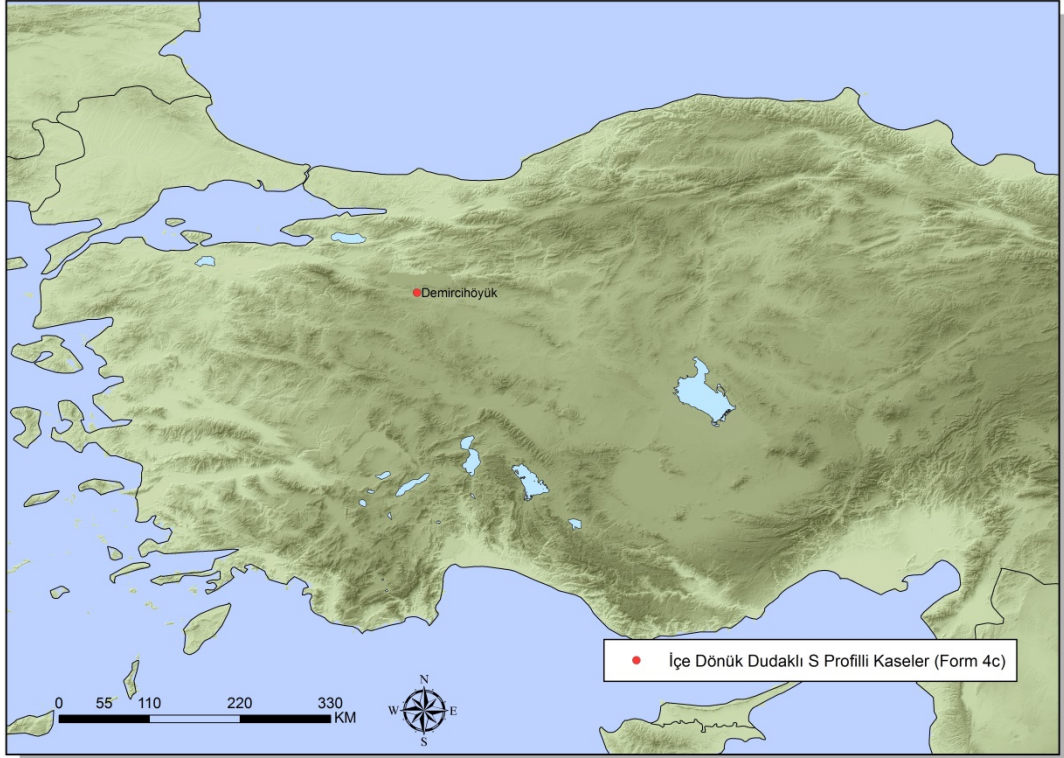 Demircihöyük
İçe Dönük Dudaklı S Profilli Kaseler (Form 4c)
0 55 110 220 330
KM
N
W E
S